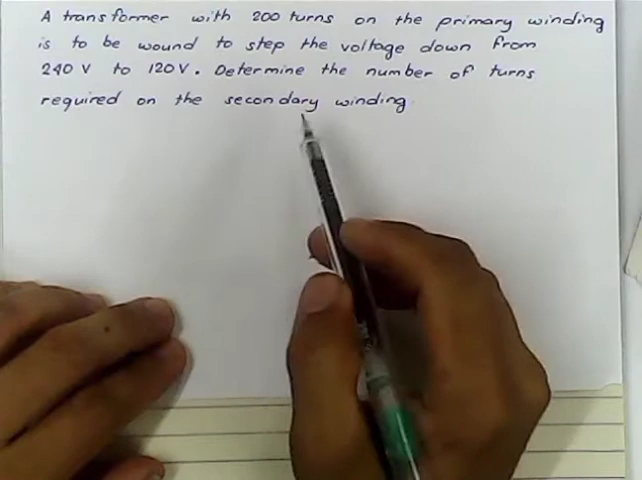 A transformer with 200 turns on the primary winding
is to be wound to step the voltage down from
240 V to 120V. Determine the number of turns
required on the secondary winding.